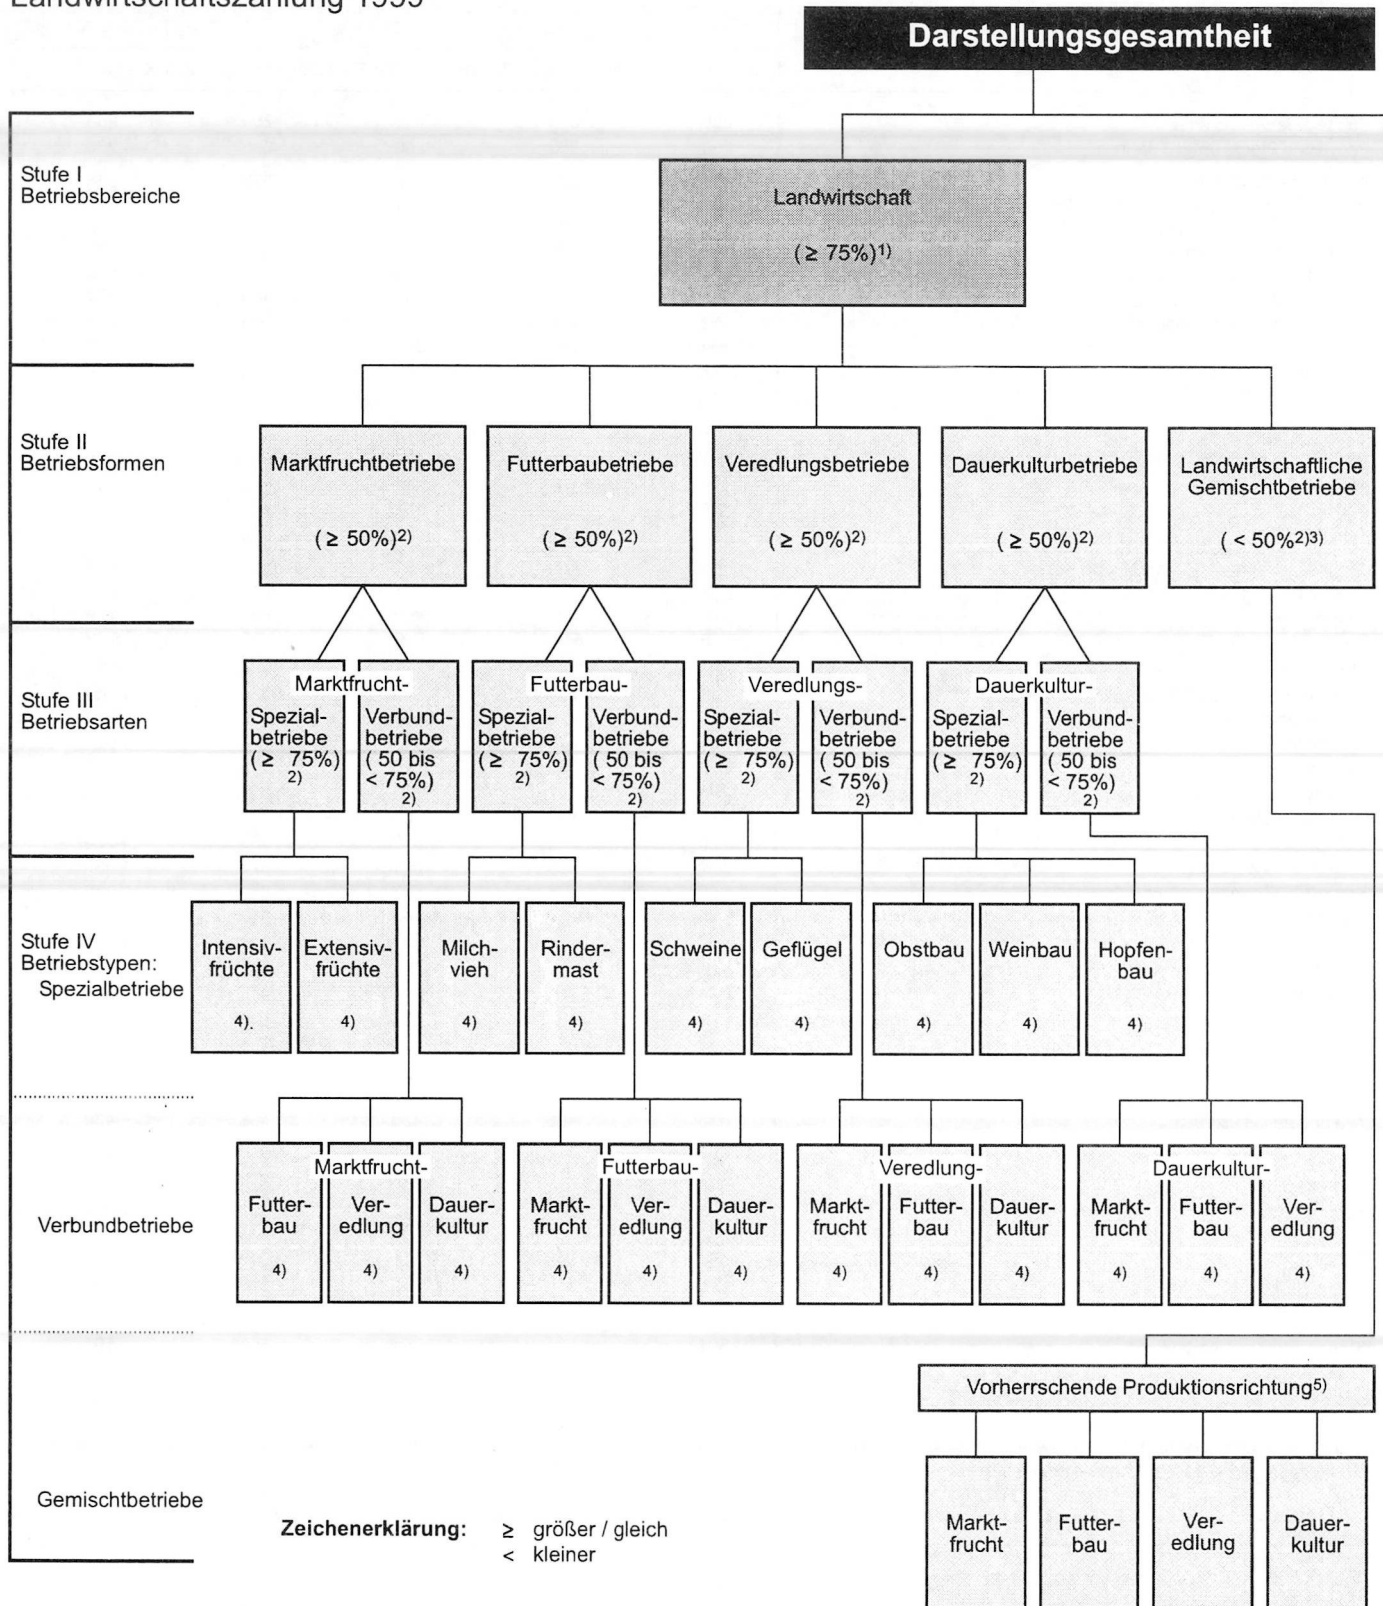 Landwirtschaftszählung 1999
Darstellungsgesamtheit
Stufe I
Betriebsbereiche
Landwirtschaft
( ≥ 75%)1)
Stufe II
Betriebsformen
Marktfruchtbetriebe
( ≥ 50%)2)
Futterbaubetriebe
( ≥ 50%)2)
Veredlungsbetriebe
( ≥ 50%)2)
Dauerkulturbetriebe
( ≥ 50%)2)
Landwirtschaftliche
Gemischtbetriebe
( < 50%2)3)
Stufe III
Betriebsarten
Marktfrucht-
Spezial-
betriebe
( ≥ 75%)
2)
Verbund-
betriebe
( 50 bis
< 75%)
2)
Futterbau-
Spezial-
betriebe
( ≥ 75%)
2)
Verbund-
betriebe
( 50 bis
< 75%)
2)
Veredlungs-
Spezial-
betriebe
( ≥ 75%)
2)
Verbund-
betriebe
( 50 bis
< 75%)
2)
Dauerkultur-
Spezial-
betriebe
( ≥ 75%)
2)
Verbund-
betriebe
( 50 bis
< 75%)
2)
Stufe IV
Betriebstypen:
Spezialbetriebe
Intensiv-
früchte
4).
Extensiv-
früchte
4)
Milch-
vieh
4)
Rinder-
mast
4)
Schweine
4)
Geflügel
4)
Obstbau
4)
Weinbau
4)
Hopfen-
bau
4)
Verbundbetriebe
Marktfrucht-
Futter-
bau
4)
Ver-
edlung
4)
Dauer-
kultur
4)
Futterbau-
Markt-
frucht
4)
Ver-
edlung
4)
Dauer-
kultur
4)
Veredlung-
Markt-
frucht
4)
Futter-
bau
4)
Dauer-
kultur
4)
Dauerkultur-
Markt-
frucht
4)
Futter-
bau
4)
Ver-
edlung
4)
Vorherrschende Produktionsrichtung5)
Gemischtbetriebe
Markt-
frucht
Futter-
bau
Ver-
edlung
Dauer-
kultur
Zeichenerklärung: ≥ größer / gleich
< kleiner